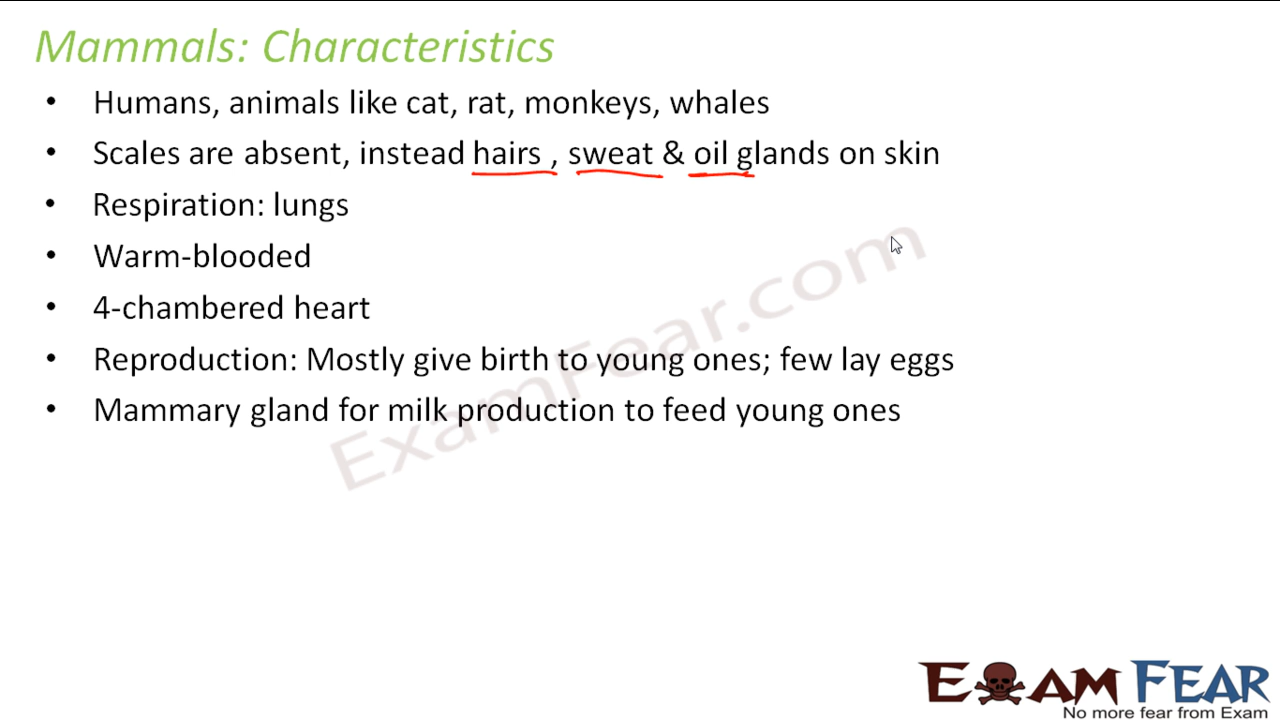 Mammals: Characteristics
• Humans, animals like cat, rat, monkeys, whales
• Scales are absent, instead hairs , sweat & oil glands on skin
• Respiration: lungs
• Warm-blooded
• 4-chambered heart
• Reproduction: Mostly give birth to young ones; few lay eggs
• Mammary gland for milk production to feed young ones
ExamFear.com
EXAM FEAR
No more fear from Exam